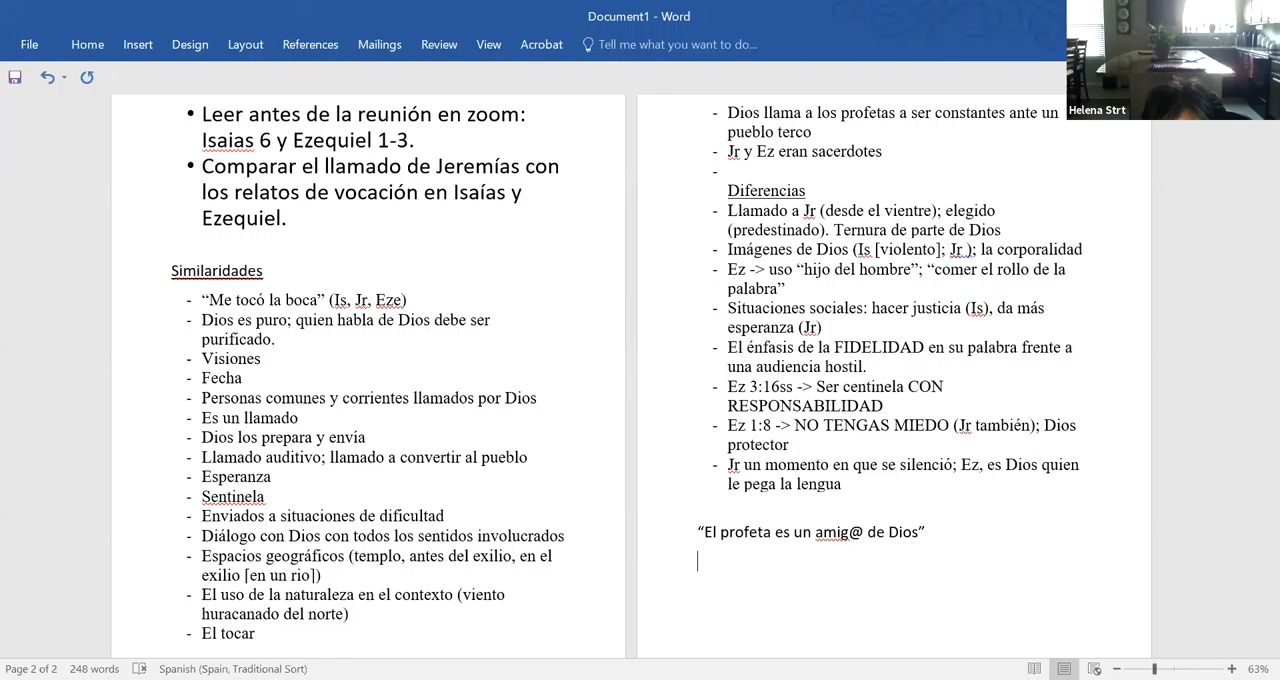 Document1 - Word
File Home Insert Design Layout References Mailings Review View Acrobat Tell me what you want to do...
Helena Strt
• Leer antes de la reunión en zoom:
Isaias 6 y Ezequiel 1-3.
• Comparar el llamado de Jeremías con
los relatos de vocación en Isaías y
Ezequiel.
Similaridades
- “Me tocó la boca” (Is, Jr, Eze)
- Dios es puro; quien habla de Dios debe ser
purificado.
- Visiones
- Fecha
- Personas comunes y corrientes llamados por Dios
- Es un llamado
- Dios los prepara y envía
- Llamado auditivo; llamado a convertir al pueblo
- Esperanza
- Sentinela
- Enviados a situaciones de dificultad
- Diálogo con Dios con todos los sentidos involucrados
- Espacios geográficos (templo, antes del exilio, en el
exilio [en un rio])
- El uso de la naturaleza en el contexto (viento
huracanado del norte)
- El tocar
- Dios llama a los profetas a ser constantes ante un
pueblo terco
- Jr y Ez eran sacerdotes
-
Diferencias
- Llamado a Jr (desde el vientre); elegido
(predestinado). Ternura de parte de Dios
- Imágenes de Dios (Is [violento]; Jr ); la corporalidad
- Ez -> uso “hijo del hombre”; “comer el rollo de la
palabra”
- Situaciones sociales: hacer justicia (Is), da más
esperanza (Jr)
- El énfasis de la FIDELIDAD en su palabra frente a
una audiencia hostil.
- Ez 3:16ss -> Ser centinela CON
RESPONSABILIDAD
- Ez 1:8 -> NO TENGAS MIEDO (Jr también); Dios
protector
- Jr un momento en que se silenció; Ez, es Dios quien
le pega la lengua
“El profeta es un amig@ de Dios”
Page 2 of 2 248 words Spanish (Spain, Traditional Sort) 63%